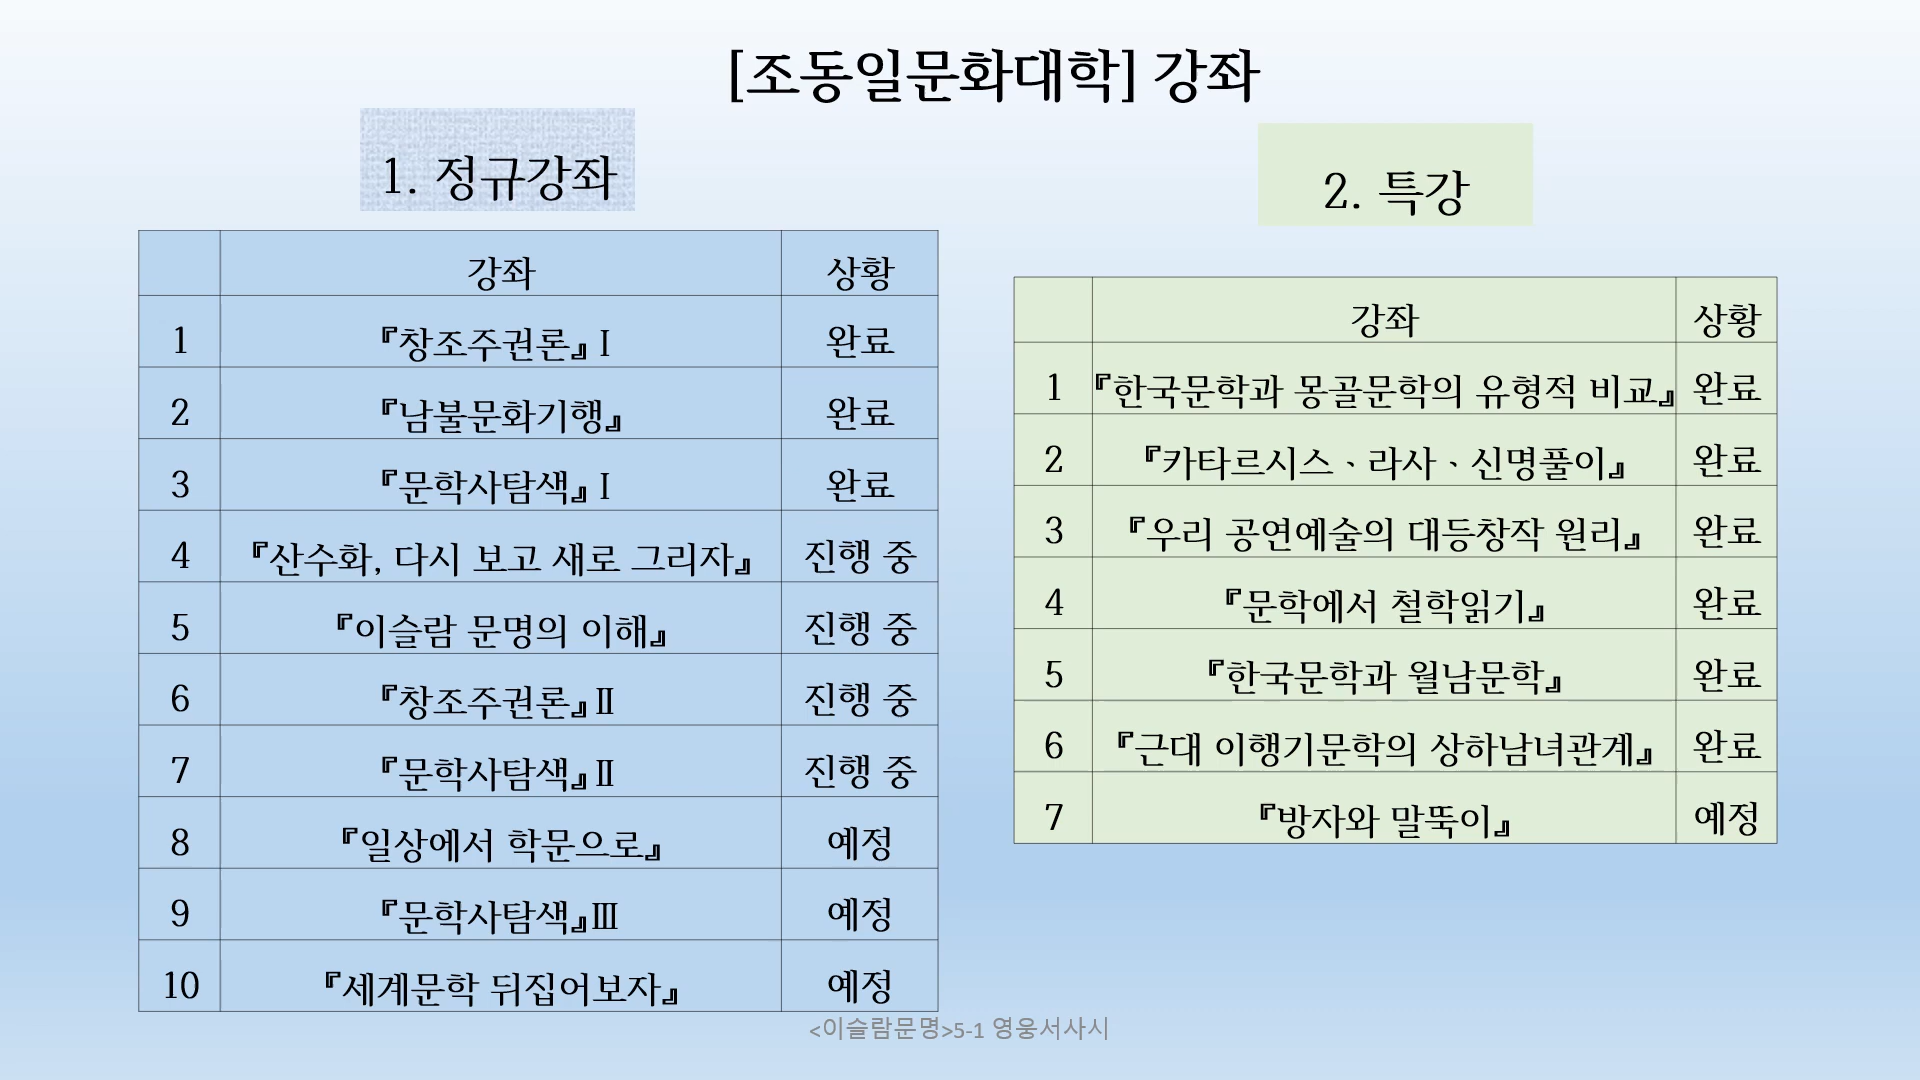 [조동일문화대학] 강좌
1. 정규강좌
강좌 상황
1 『창조주권론』Ⅰ 완료
2 『남불문화기행』 완료
3 『문학사탐색』Ⅰ 완료
4 『산수화, 다시 보고 새로 그리자』 진행 중
5 『이슬람 문명의 이해』 진행 중
6 『창조주권론』Ⅱ 진행 중
7 『문학사탐색』Ⅱ 진행 중
8 『일상에서 학문으로』 예정
9 『문학사탐색』Ⅲ 예정
10 『세계문학 뒤집어보자』 예정
2. 특강
강좌 상황
1 『한국문학과 몽골문학의 유형적 비교』 완료
2 『카타르시스、라사、신명풀이』 완료
3 『우리 공연예술의 대등창작 원리』 완료
4 『문학에서 철학읽기』 완료
5 『한국문학과 월남문학』 완료
6 『근대 이행기문학의 상하남녀관계』 완료
7 『방자와 말뚝이』 예정
<이슬람문명>5-1 영웅서사시